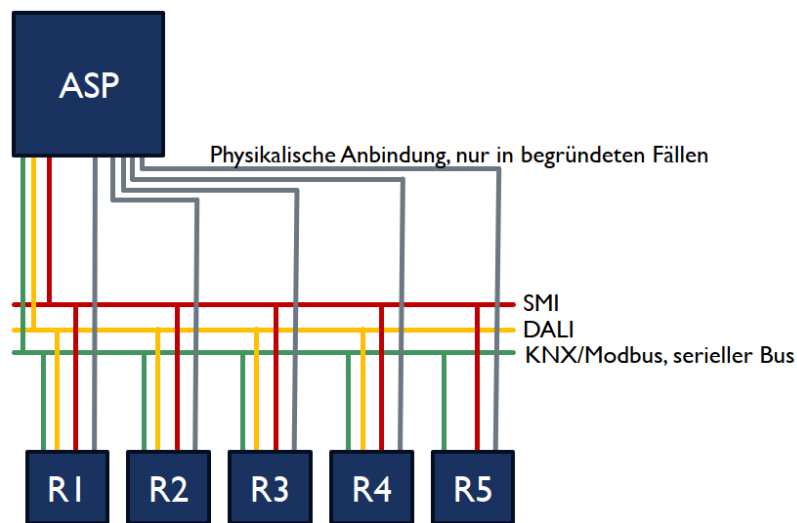 ASP
Physikalische Anbindung, nur in begründeten Fällen
SMI
DALI
KNX/Modbus, serieller Bus
R1 R2 R3 R4 R5